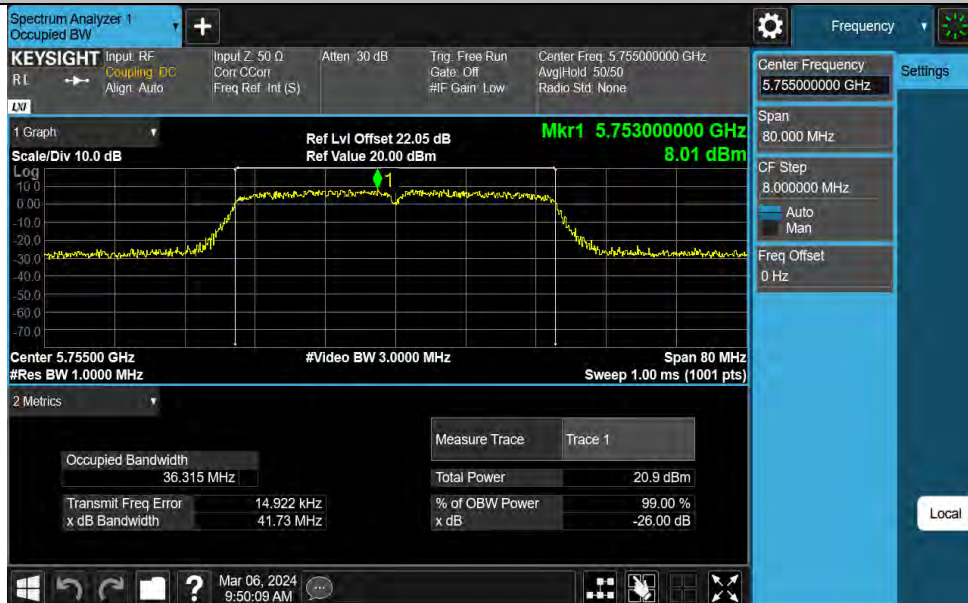 Spectrum Analyzer 1
Occupied BW
+
Frequency
KEYSIGHT
R L
LXI
Input: RF
Coupling: DC
Align: Auto
Input Z: 50 Ω
Corr CCorr
Freq Ref: Int (S)
Atten: 30 dB
Trig: Free Run
Gate: Off
#IF Gain: Low
Center Freq: 5.755000000 GHz
Avg|Hold: 50/50
Radio Std: None
Center Frequency
5.755000000 GHz
Settings
Span
80.000 MHz
CF Step
8.000000 MHz
Auto
Man
Freq Offset
0 Hz
Local
1 Graph
Scale/Div 10.0 dB
Ref Lvl Offset 22.05 dB
Ref Value 20.00 dBm
Mkr1 5.753000000 GHz
8.01 dBm
Log
10.0
0.00
-10.0
-20.0
-30.0
-40.0
-50.0
-60.0
-70.0
1
Center 5.75500 GHz
#Res BW 1.0000 MHz
#Video BW 3.0000 MHz
Span 80 MHz
Sweep 1.00 ms (1001 pts)
2 Metrics
Measure Trace
Trace 1
Occupied Bandwidth
36.315 MHz
Total Power
20.9 dBm
Transmit Freq Error
14.922 kHz
% of OBW Power
99.00 %
x dB Bandwidth
41.73 MHz
x dB
-26.00 dB
?
Mar 06, 2024
9:50:09 AM